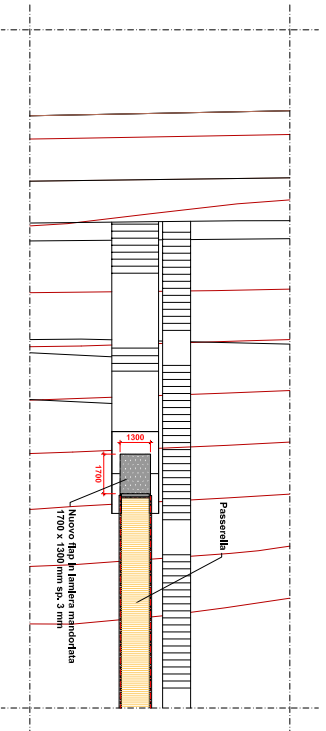 1300
1700
Passerella
Nuovo flap in lamiera mandorlata
1700 x 1300 mm sp. 3 mm